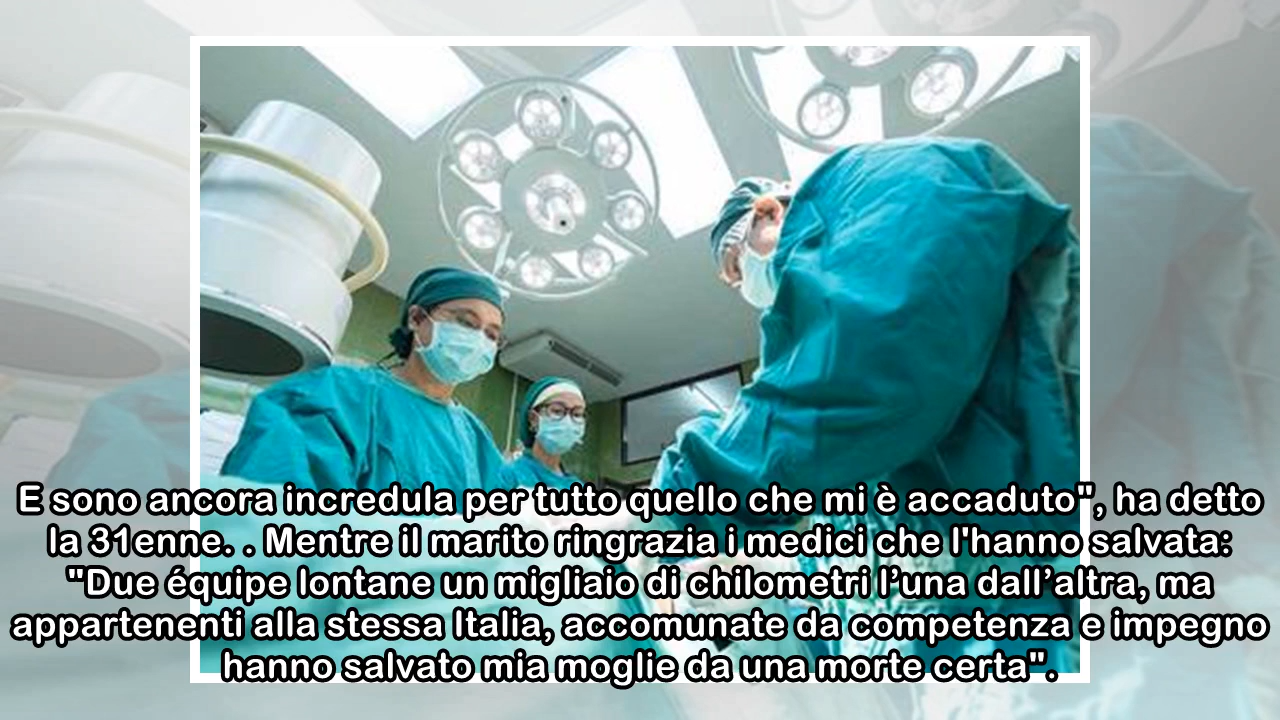 E sono ancora incredula per tutto quello che mi è accaduto", ha detto
la 31enne. . Mentre il marito ringrazia i medici che l'hanno salvata:
"Due équipe lontane un migliaio di chilometri l’una dall’altra, ma
appartenenti alla stessa Italia, accomunate da competenza e impegno
hanno salvato mia moglie da una morte certa".